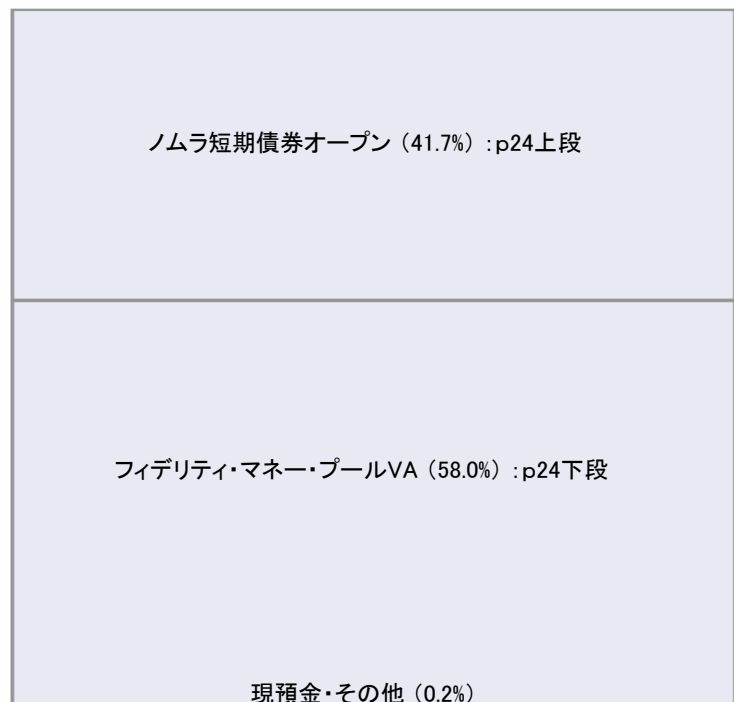 ノムラ短期債券オープン（41.7%）：p24上段
フィデリティ・マネー・プールVA（58.0%）：p24下段
現預金・その他（0.2%）